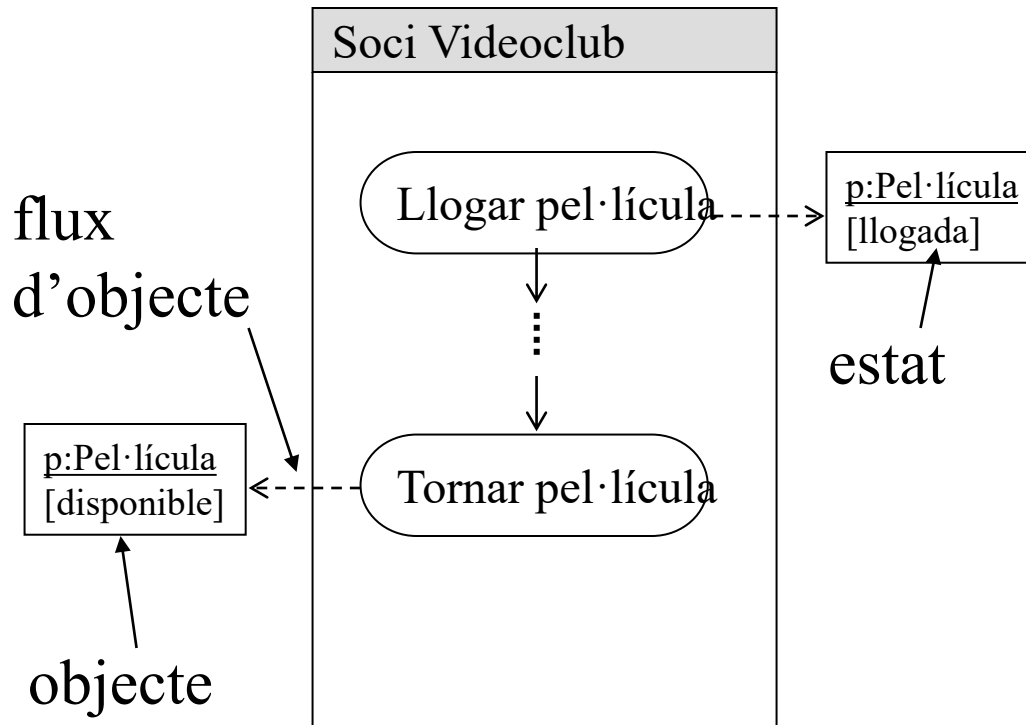 Soci Videoclub
Llogar pel·lícula
p:Pel·lícula
[llogada]
flux
d’objecte
estat
p:Pel·lícula
[disponible]
Tornar pel·lícula
objecte